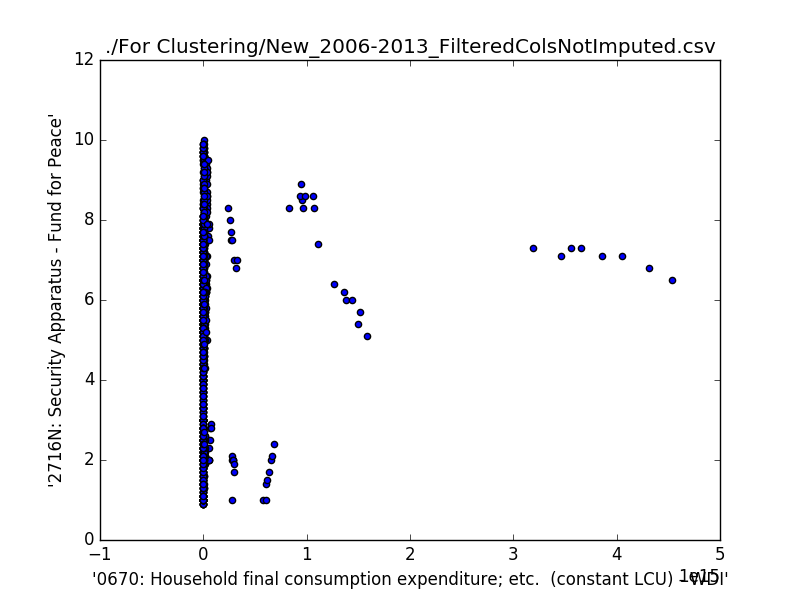 ./For Clustering/New_2006-2013_FilteredColsNotImputed.csv
12
10
8
6
4
2
0
'2716N: Security Apparatus - Fund for Peace'
−1 0 1 2 3 4 5
1e15
'0670: Household final consumption expenditure; etc.  (constant LCU) - WDI'